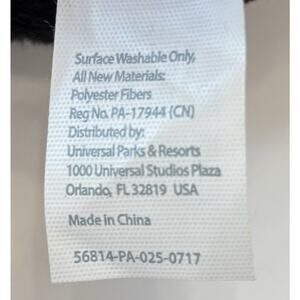 Surface Washable Only,
All New Materials:
Polyester Fibers
Reg No. PA-17944 (CN)
Distributed by:
Universal Parks & Resorts
1000 Universal Studios Plaza
Orlando, FL 32819 USA
Made in China
56814-PA-025-0717